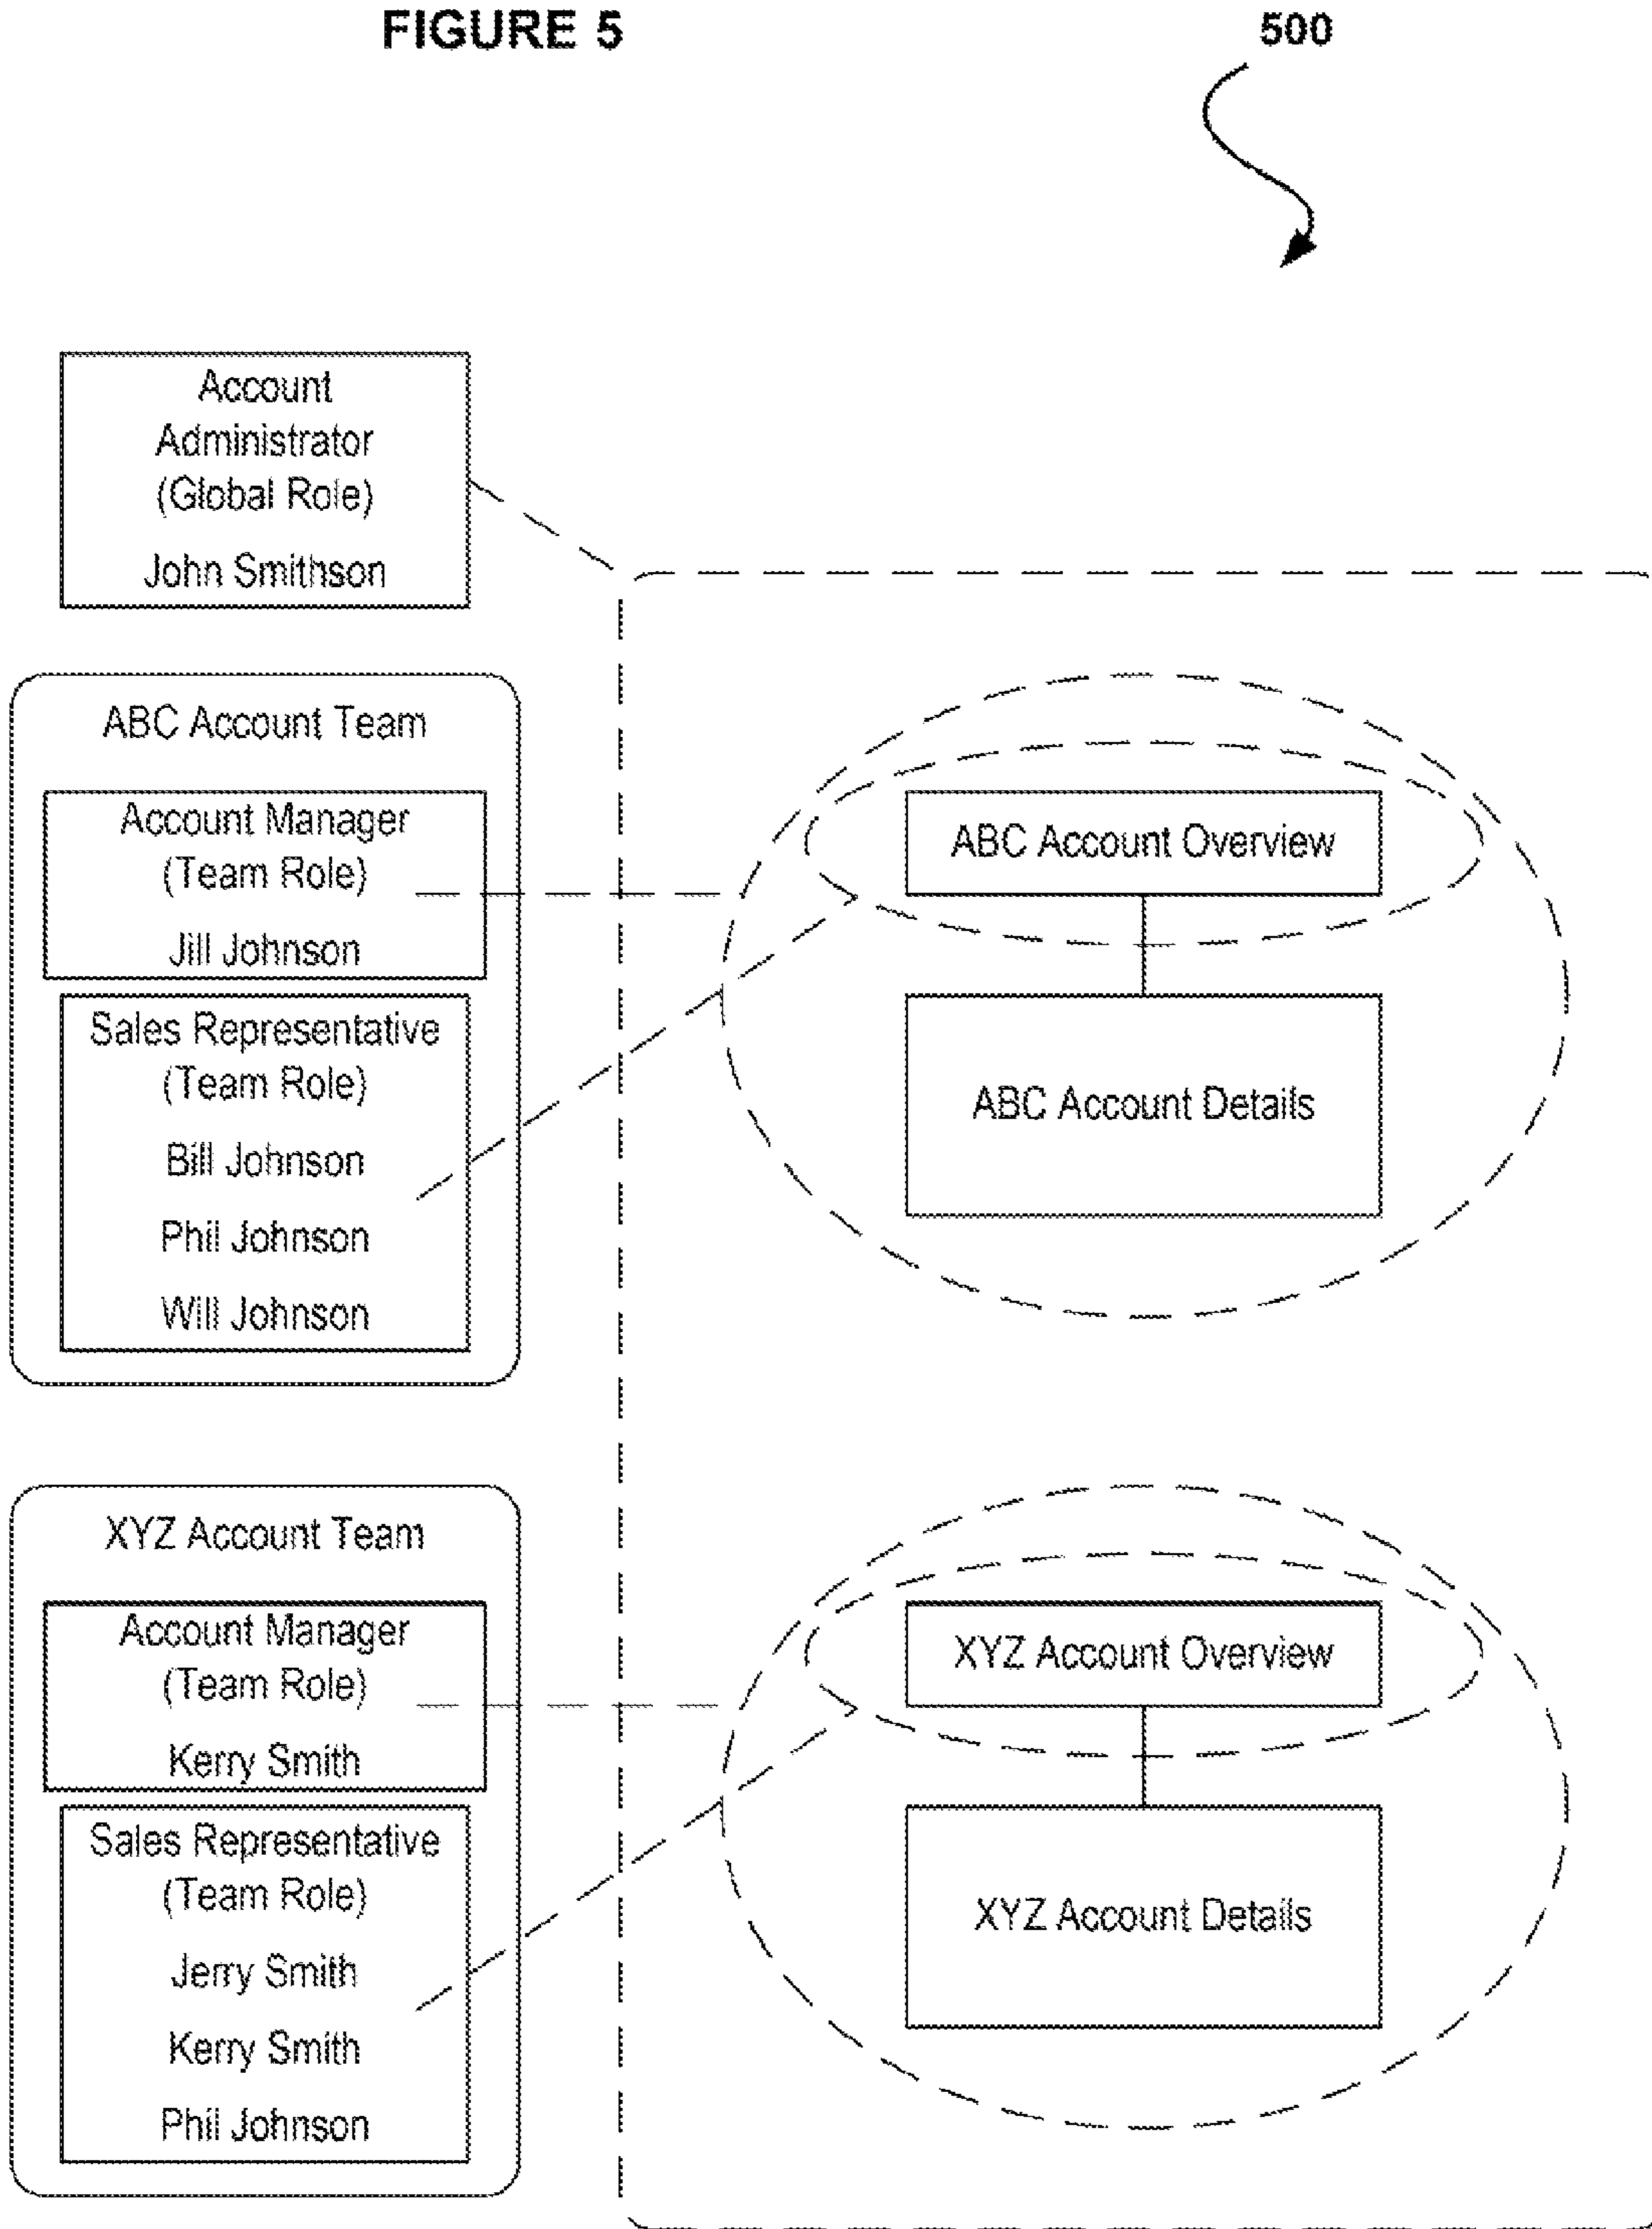 FIGURE 5
500
Account
Administrator
(Global Role)
John Smithson
ABC Account Team
Account Manager
(Team Role)
Jill Johnson
Sales Representative
(Team Role)
Bill Johnson
Phil Johnson
Will Johnson
ABC Account Overview
ABC Account Details
XYZ Account Team
Account Manager
(Team Role)
Kerry Smith
Sales Representative
(Team Role)
Jerry Smith
Kerry Smith
Phil Johnson
XYZ Account Overview
XYZ Account Details